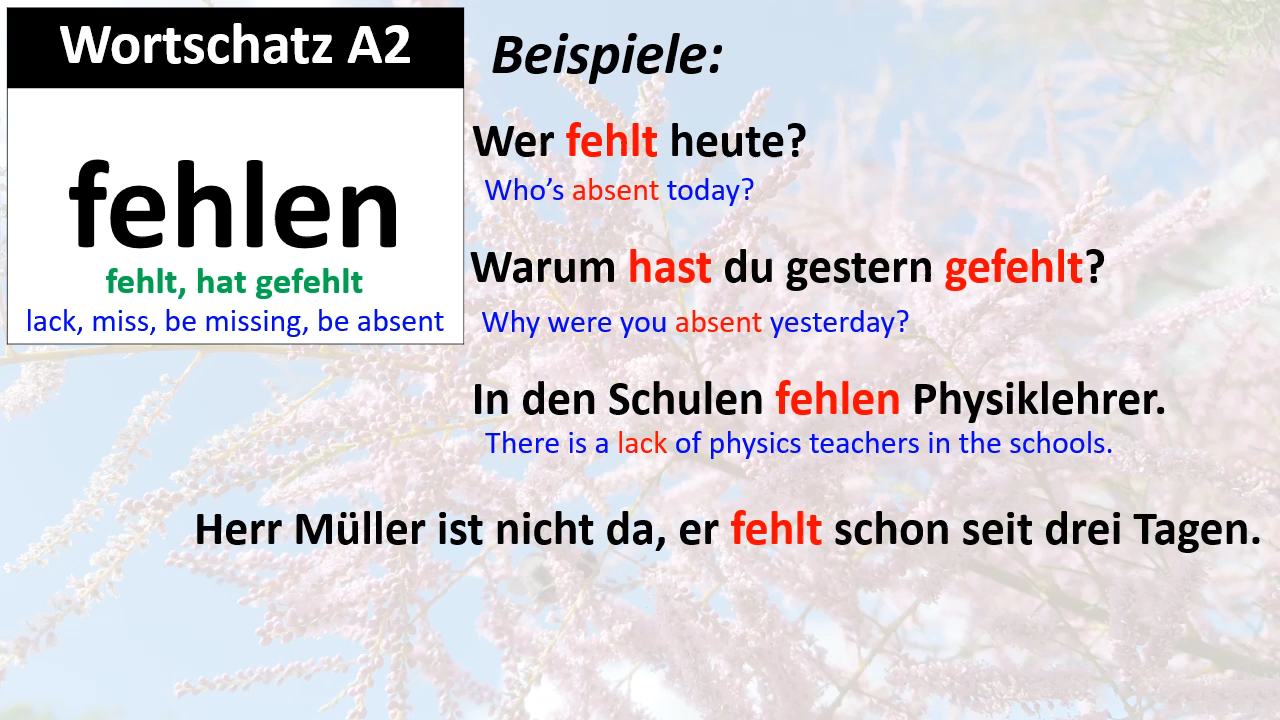 Wortschatz A2
fehlen
fehlt, hat gefehlt
lack, miss, be missing, be absent
Beispiele:
Wer fehlt heute?
Who’s absent today?
Warum hast du gestern gefehlt?
Why were you absent yesterday?
In den Schulen fehlen Physiklehrer.
There is a lack of physics teachers in the schools.
Herr Müller ist nicht da, er fehlt schon seit drei Tagen.